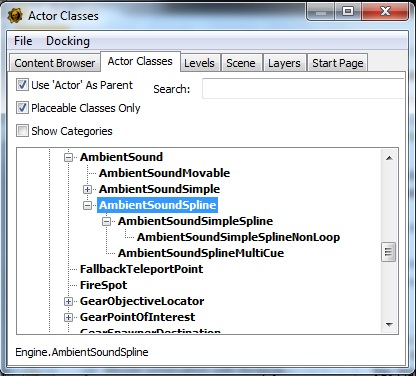 Actor Classes
File Docking
Content Browser Actor Classes Levels Scene Layers Start Page
Use 'Actor' As Parent Search:
Placeable Classes Only
Show Categories
AmbientSound
AmbientSoundMovable
AmbientSoundSimple
AmbientSoundSpline
AmbientSoundSimpleSpline
AmbientSoundSimpleSplineNonLoop
AmbientSoundSplineMultiCue
FallbackTeleportPoint
FireSpot
GearObjectiveLocator
GearPointOfInterest
GearSpawnerDestination
Engine.AmbientSoundSpline